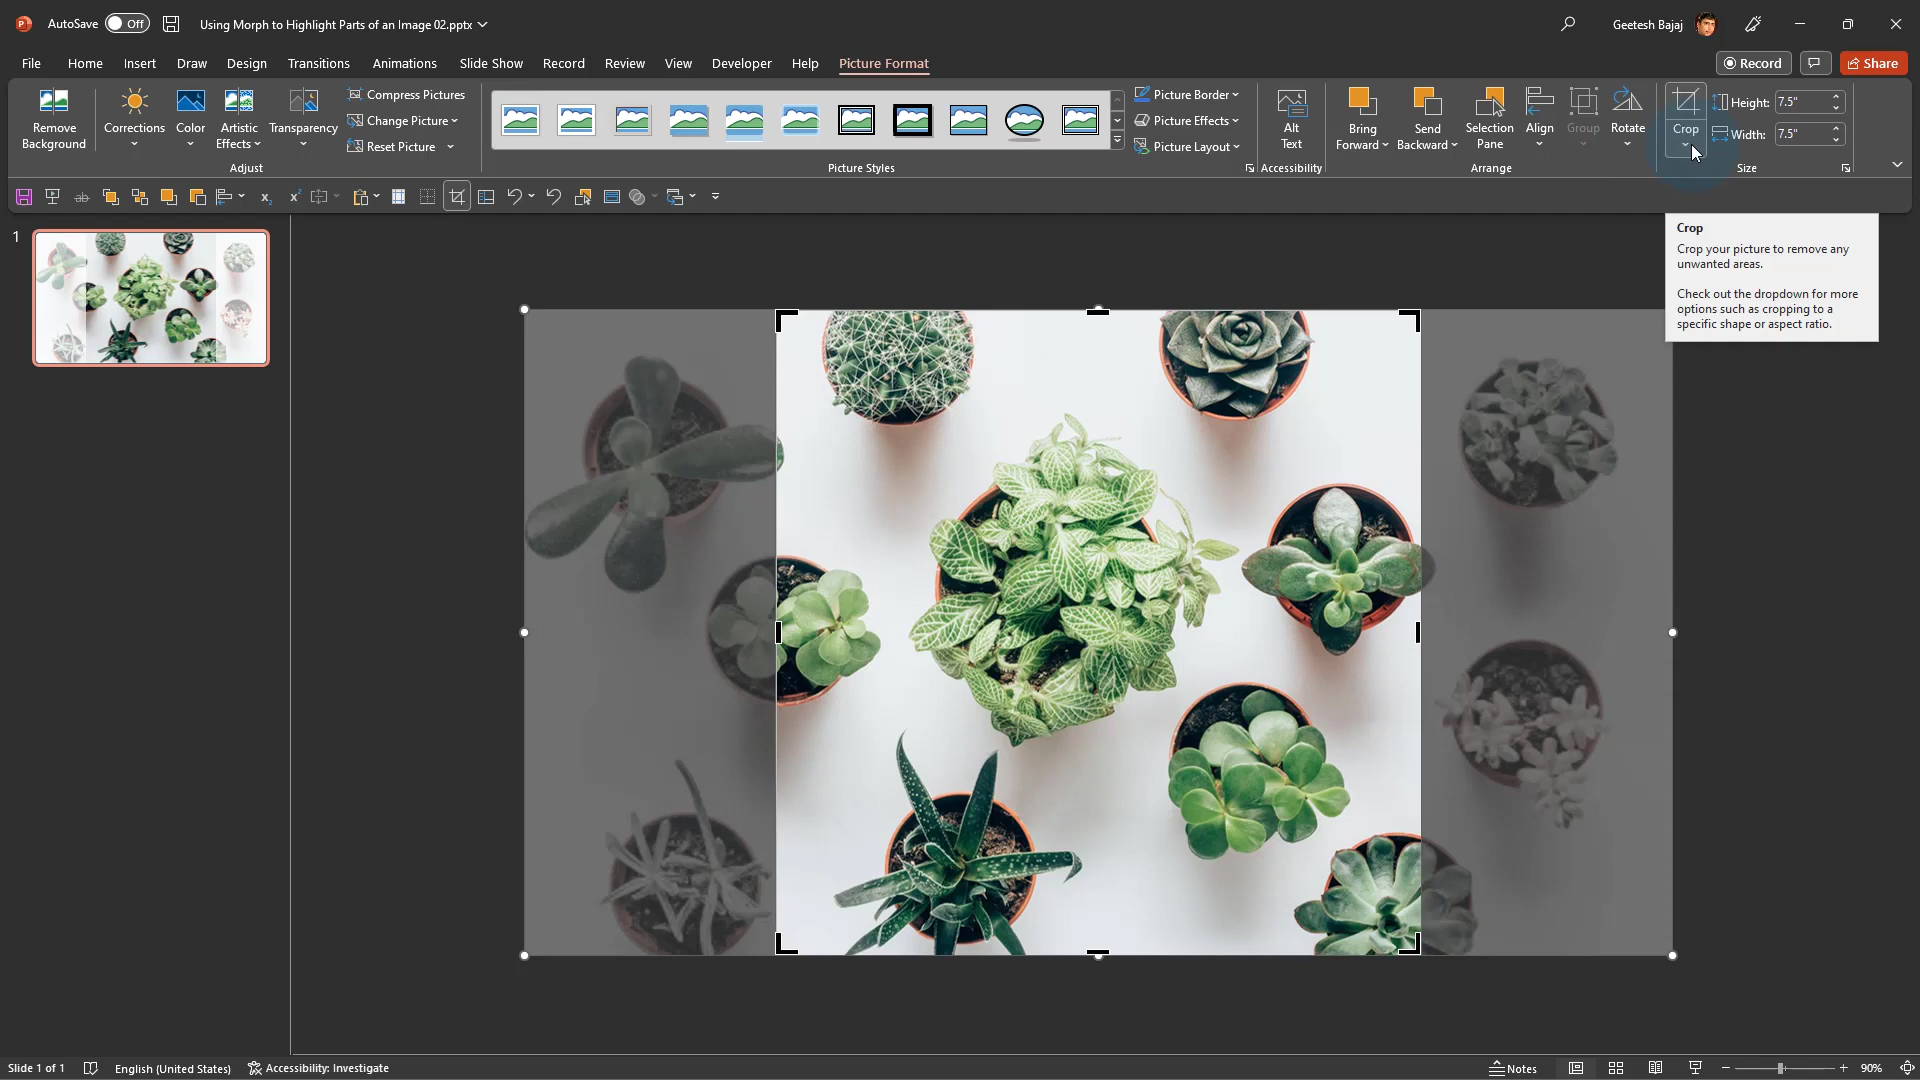 AutoSave Off Using Morph to Highlight Parts of an Image 02.pptx Geetesh Bajaj
File Home Insert Draw Design Transitions Animations Slide Show Record Review View Developer Help Picture Format Record Share
Remove Background
Corrections
Color
Artistic Effects
Transparency
Compress Pictures
Change Picture
Reset Picture
Adjust
Picture Styles
Picture Border
Picture Effects
Picture Layout
Alt Text
Accessibility
Bring Forward
Send Backward
Selection Pane
Align
Group
Rotate
Arrange
Crop
Height: 7.5"
Width: 7.5"
Size
ab x₂ x²
Crop
Crop your picture to remove any
unwanted areas.
Check out the dropdown for more
options such as cropping to a
specific shape or aspect ratio.
1
Slide 1 of 1 English (United States) Accessibility: Investigate Notes 90%